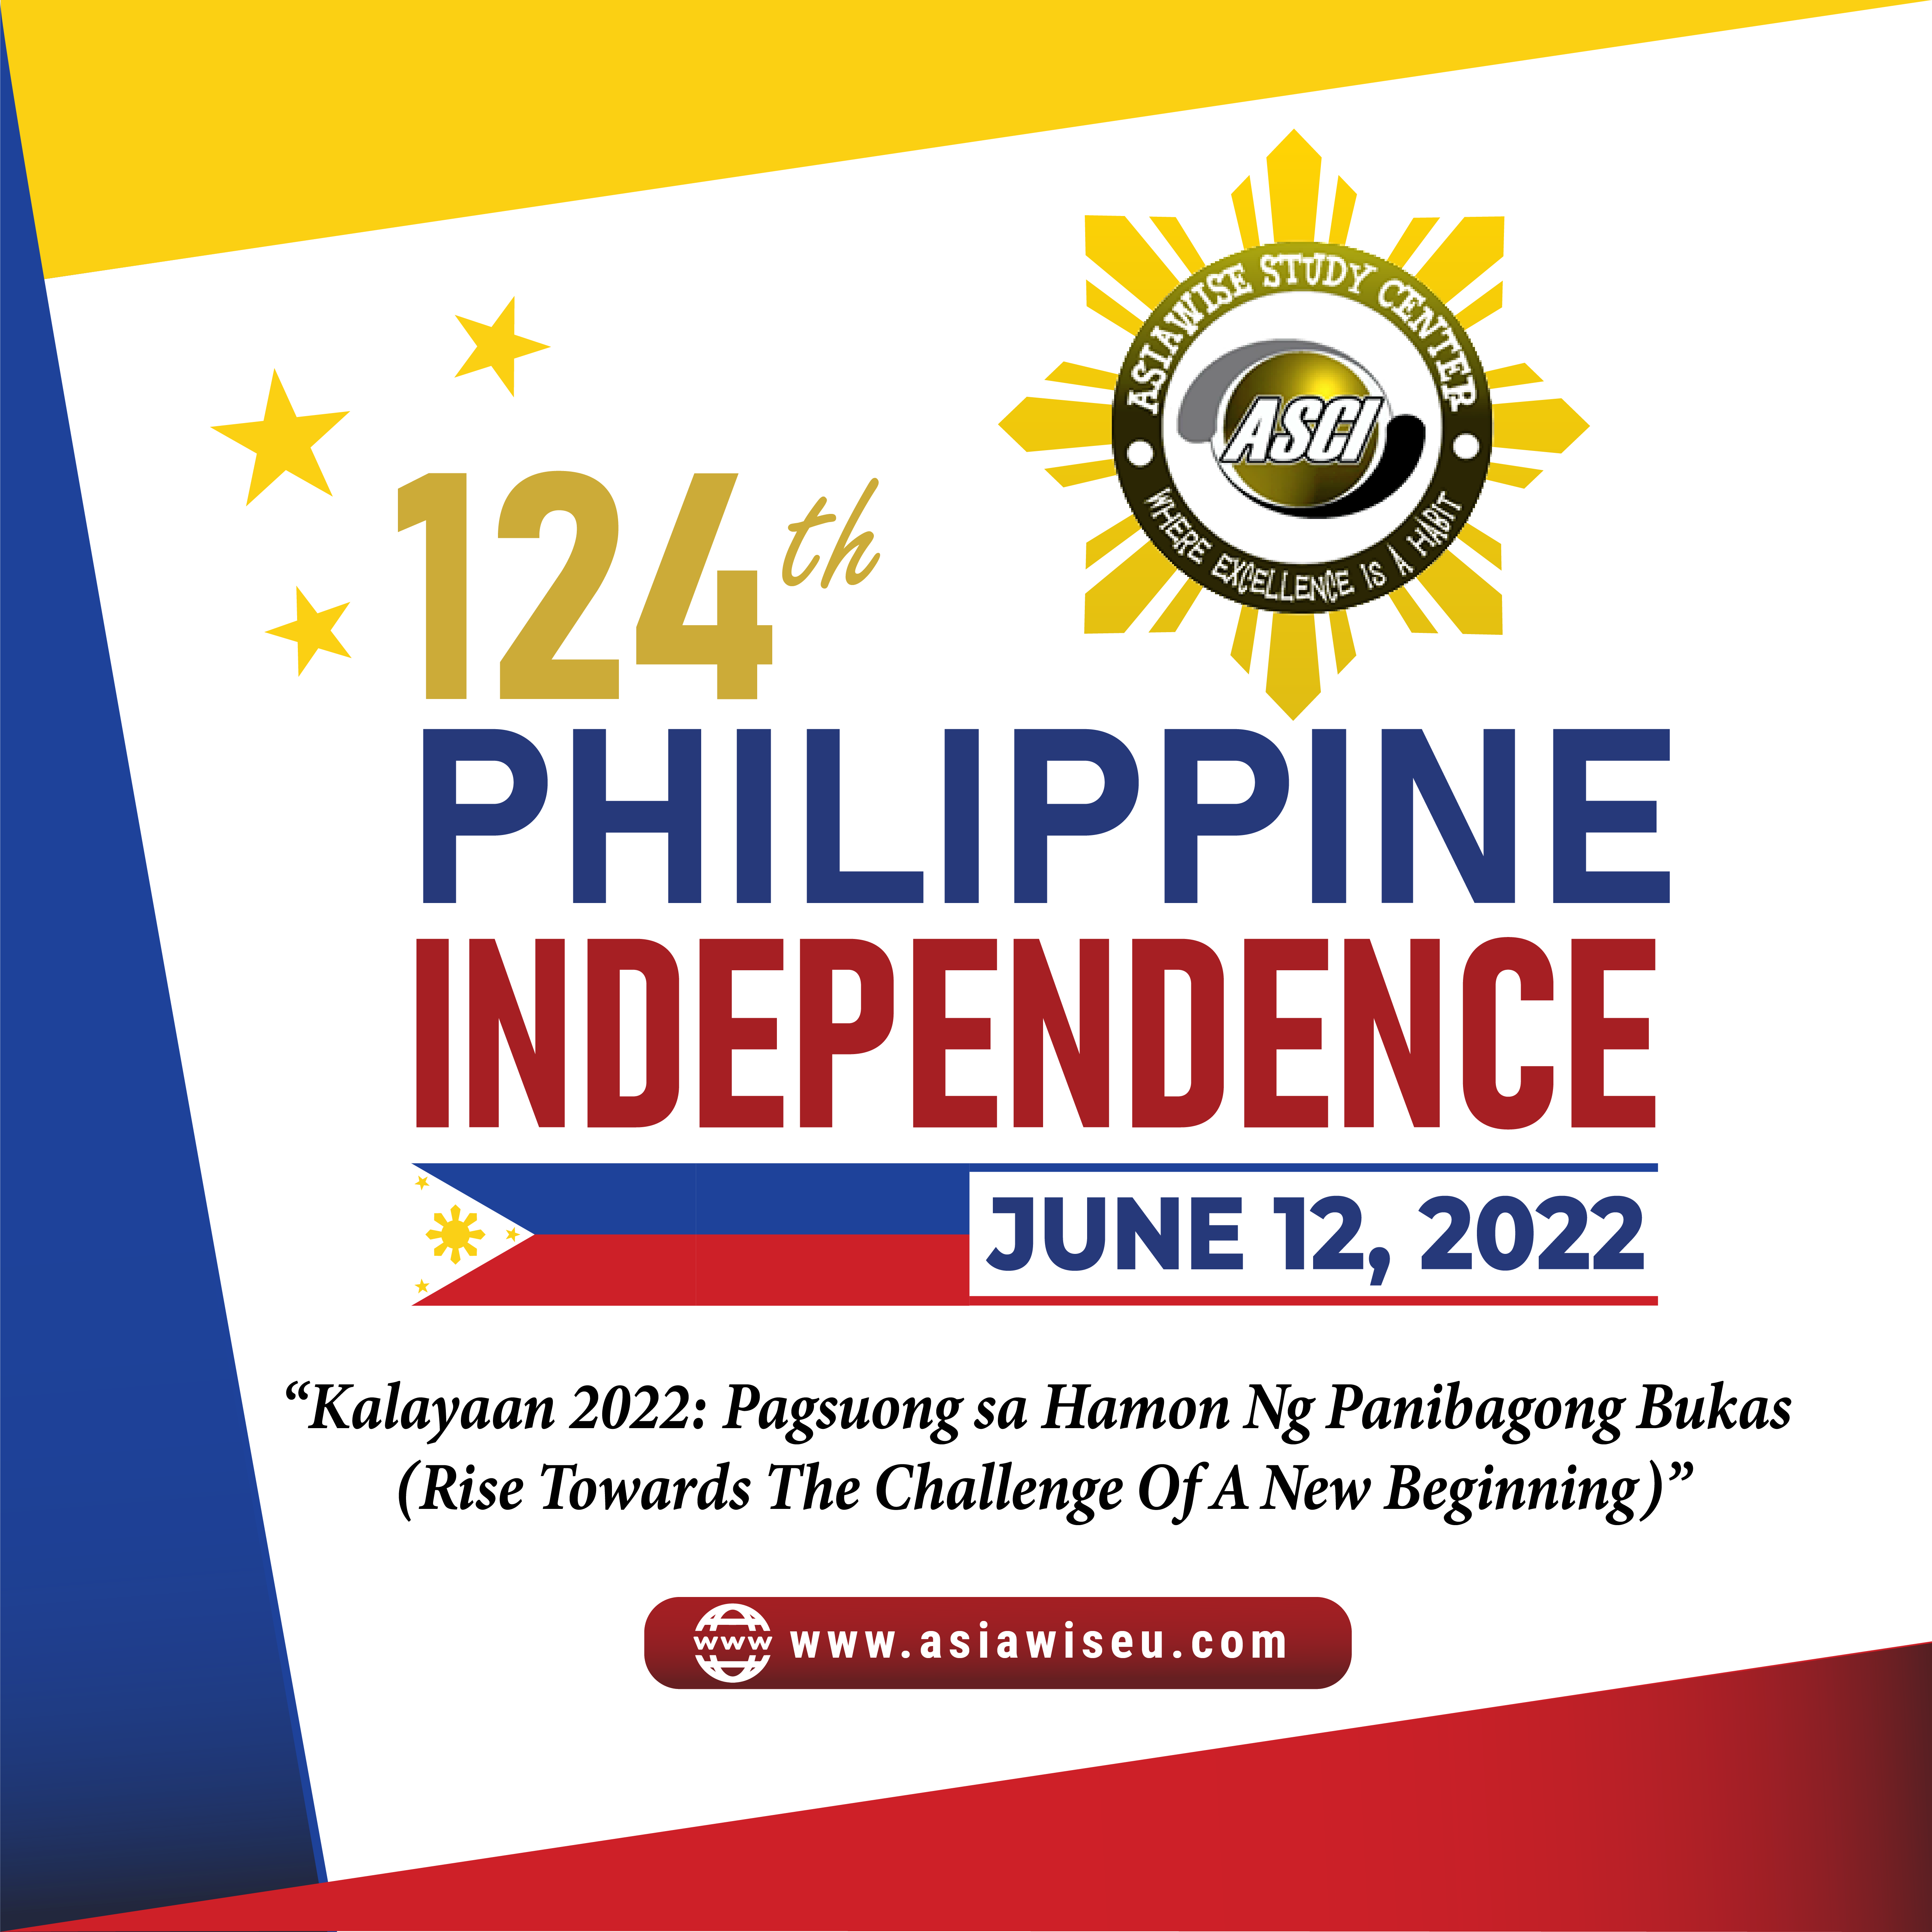 ASIAWISE STUDY CENTER
ASCI
WHERE EXCELLENCE IS A HABIT
124th
PHILIPPINE
INDEPENDENCE
JUNE 12, 2022
“Kalayaan 2022: Pagsuong sa Hamon Ng Panibagong Bukas
(Rise Towards The Challenge Of A New Beginning)”
www www.asiawiseu.com